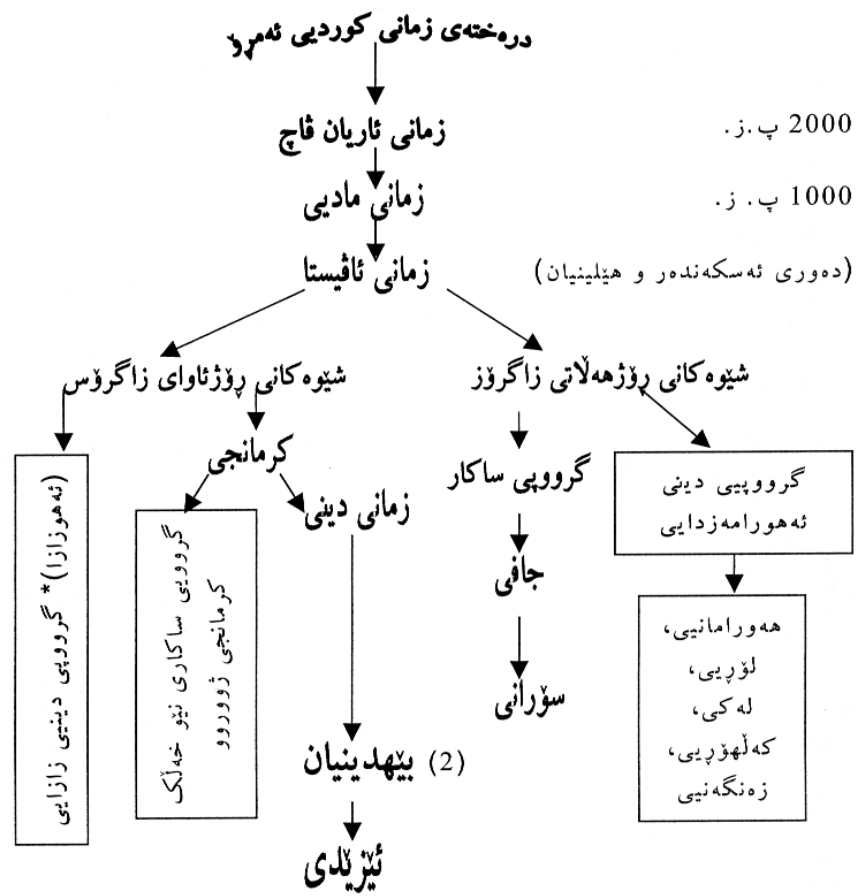 درەختەی زمانی کوردیی ئەمڕۆ
زمانی ئاریان ڤاچ
2000 پ.ز.
زمانی مادیی
1000 پ.ز.
زمانی ئاڤیستا
(دەوری ئەسکەندەر و هێلینیان)
شێوەکانی ڕۆژهەڵاتی زاگرۆز
شێوەکانی ڕۆژئاوای زاگرۆس
گرووپیی دینی
ئەهورامەزدایی
هەورامانیی،
لۆڕیی،
لەکی،
کەڵهۆڕیی،
زەنگەنیی
گرووپی ساکار
جافی
سۆرانی
کرمانجی
زمانی دینی
بێهدینیان (2)
ئێزێدی
گرووپی ساکاری نێو خەڵک
کرمانجی ژووروو
(ئەهوزازا)* گرووپی دینیی زازایی